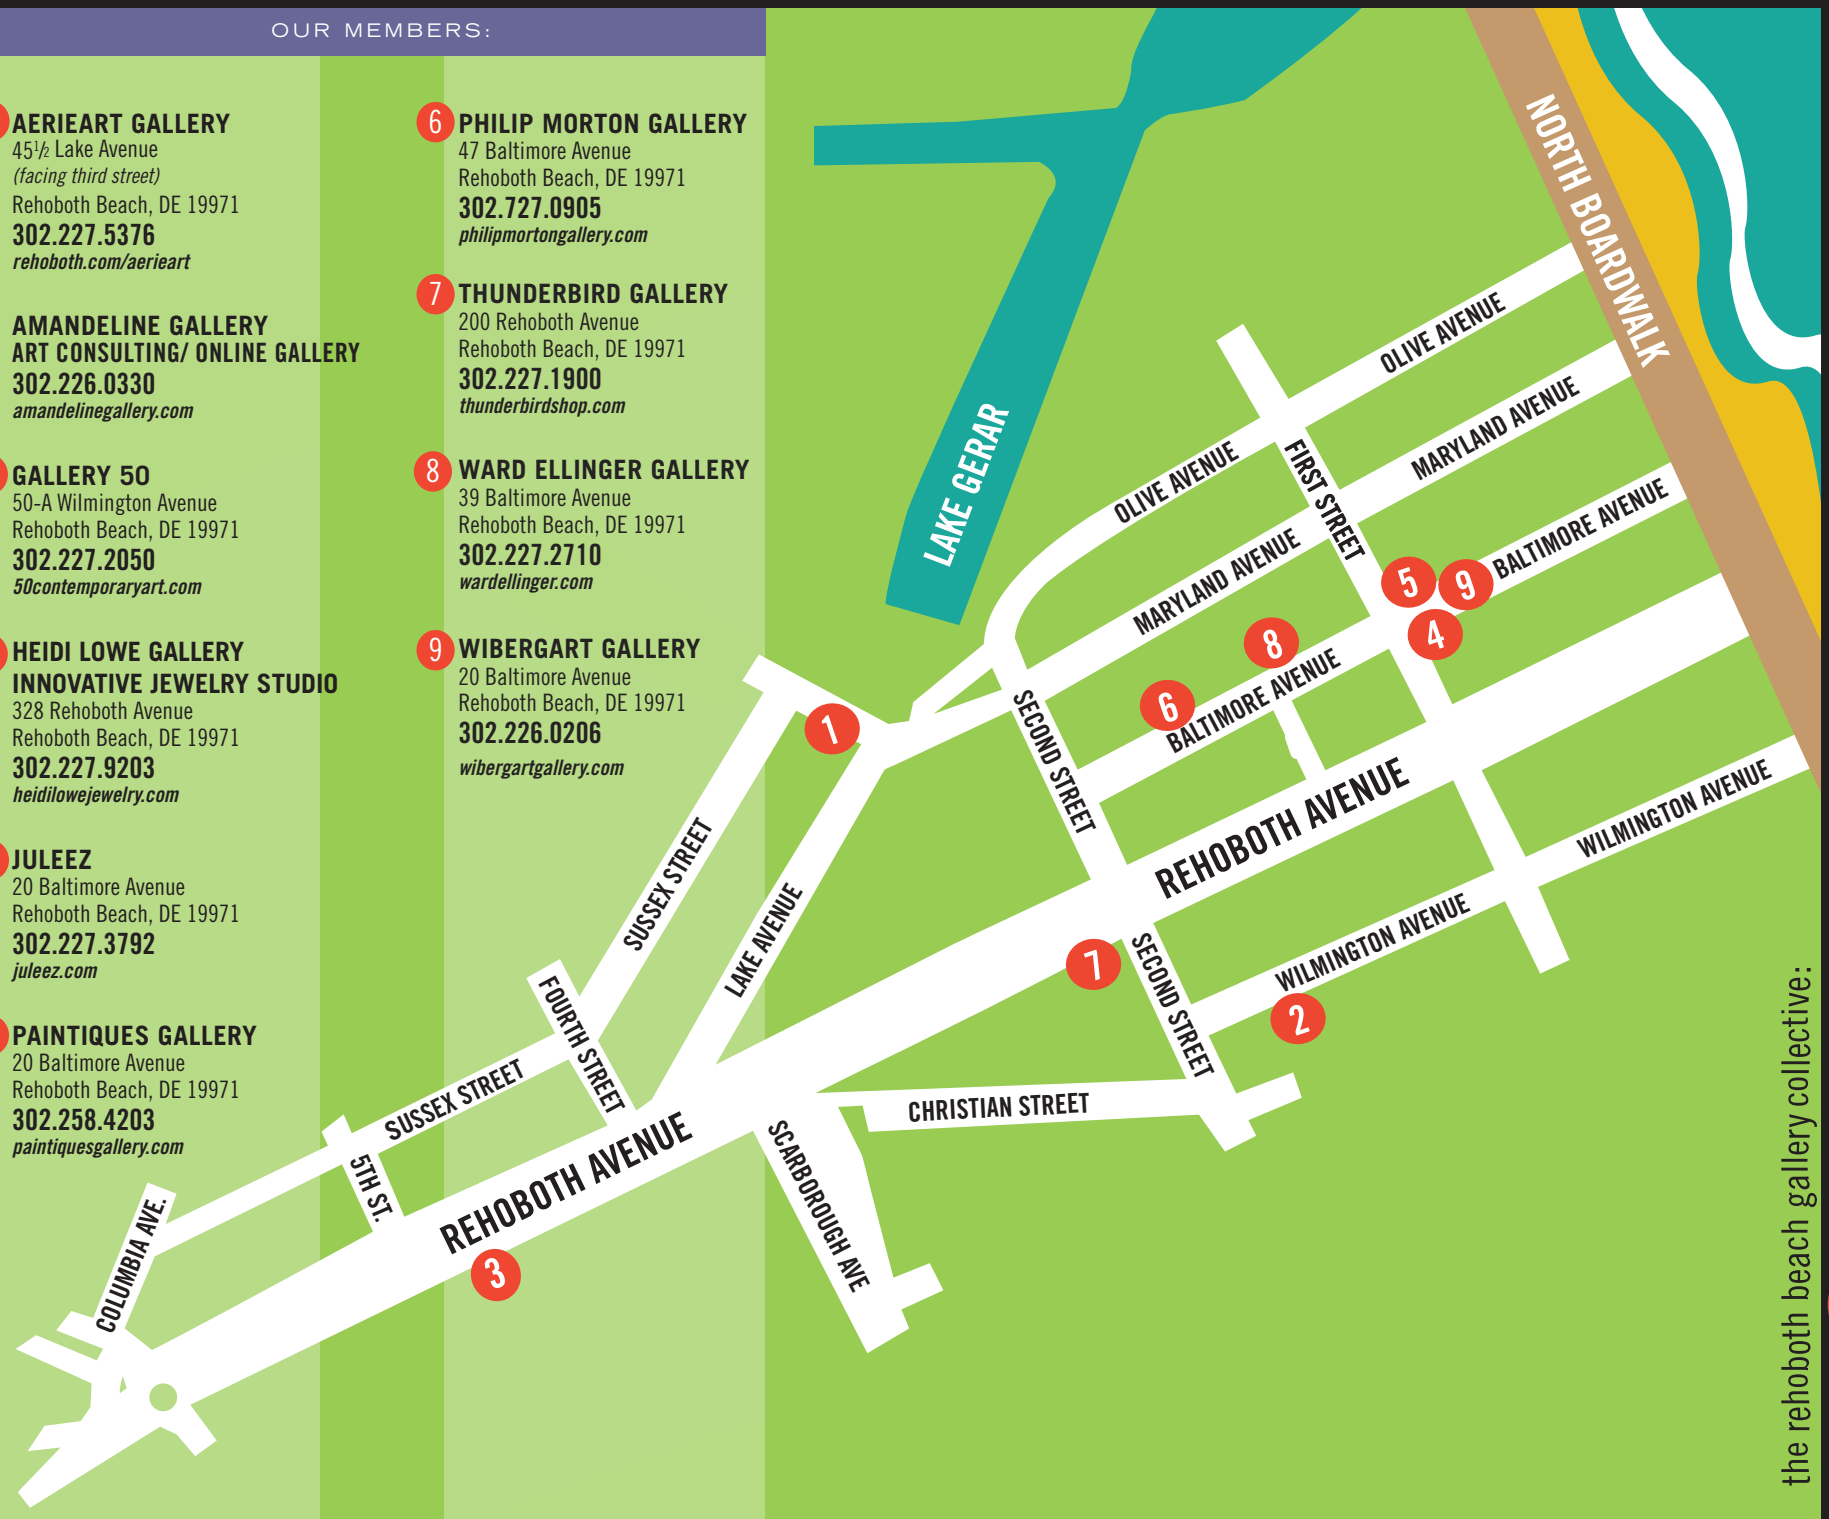 OUR MEMBERS:
AERIEART GALLERY
45½ Lake Avenue
(facing third street)
Rehoboth Beach, DE 19971
302.227.5376
rehoboth.com/aerieart
AMANDELINE GALLERY
ART CONSULTING/ ONLINE GALLERY
302.226.0330
amandelinegallery.com
GALLERY 50
50-A Wilmington Avenue
Rehoboth Beach, DE 19971
302.227.2050
50contemporaryart.com
HEIDI LOWE GALLERY
INNOVATIVE JEWELRY STUDIO
328 Rehoboth Avenue
Rehoboth Beach, DE 19971
302.227.9203
heidilowejewelry.com
JULEEZ
20 Baltimore Avenue
Rehoboth Beach, DE 19971
302.227.3792
juleez.com
PAINTIQUES GALLERY
20 Baltimore Avenue
Rehoboth Beach, DE 19971
302.258.4203
paintiquesgallery.com
6 PHILIP MORTON GALLERY
47 Baltimore Avenue
Rehoboth Beach, DE 19971
302.727.0905
philipmortongallery.com
7 THUNDERBIRD GALLERY
200 Rehoboth Avenue
Rehoboth Beach, DE 19971
302.227.1900
thunderbirdshop.com
8 WARD ELLINGER GALLERY
39 Baltimore Avenue
Rehoboth Beach, DE 19971
302.227.2710
wardellinger.com
9 WIBERGART GALLERY
20 Baltimore Avenue
Rehoboth Beach, DE 19971
302.226.0206
wibergartgallery.com
NORTH BOARDWALK
LAKE GERAR
OLIVE AVENUE
OLIVE AVENUE
MARYLAND AVENUE
MARYLAND AVENUE
FIRST STREET
BALTIMORE AVENUE
BALTIMORE AVENUE
5
9
4
8
6
1
SECOND STREET
REHOBOTH AVENUE
WILMINGTON AVENUE
WILMINGTON AVENUE
7
2
SECOND STREET
SUSSEX STREET
LAKE AVENUE
FOURTH STREET
SUSSEX STREET
CHRISTIAN STREET
SCARBOROUGH AVE
5TH ST.
REHOBOTH AVENUE
3
COLUMBIA AVE.
the rehoboth beach gallery collective: